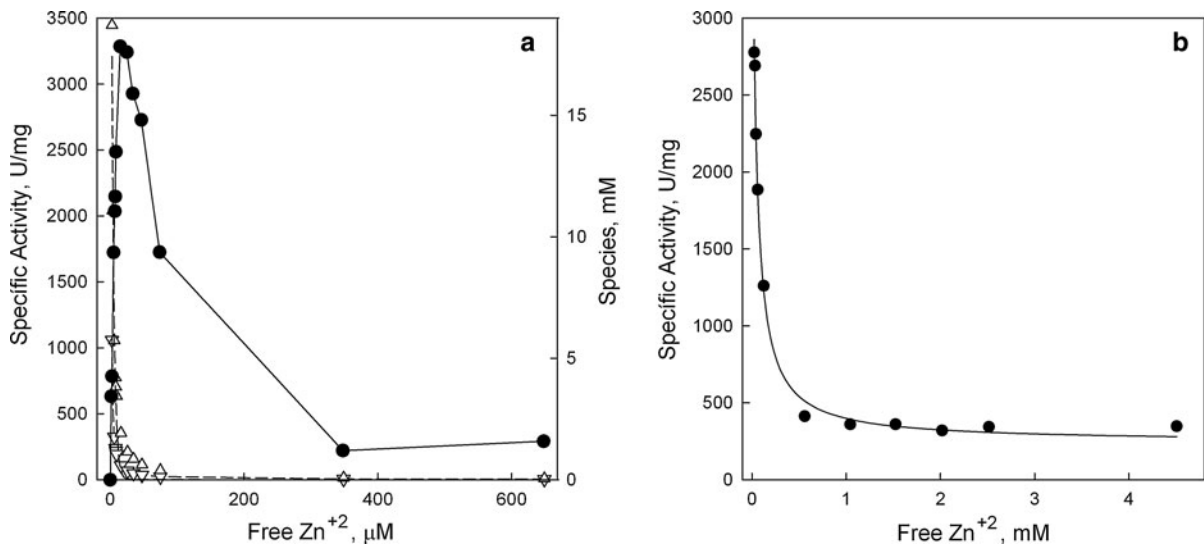 a
3500
3000
2500
2000
1500
1000
500
0
Specific Activity, U/mg
15
10
5
0
Species, mM
0 200 400 600
Free Zn+2, μM
b
3000
2500
2000
1500
1000
500
0
Specific Activity, U/mg
0 1 2 3 4
Free Zn+2, mM